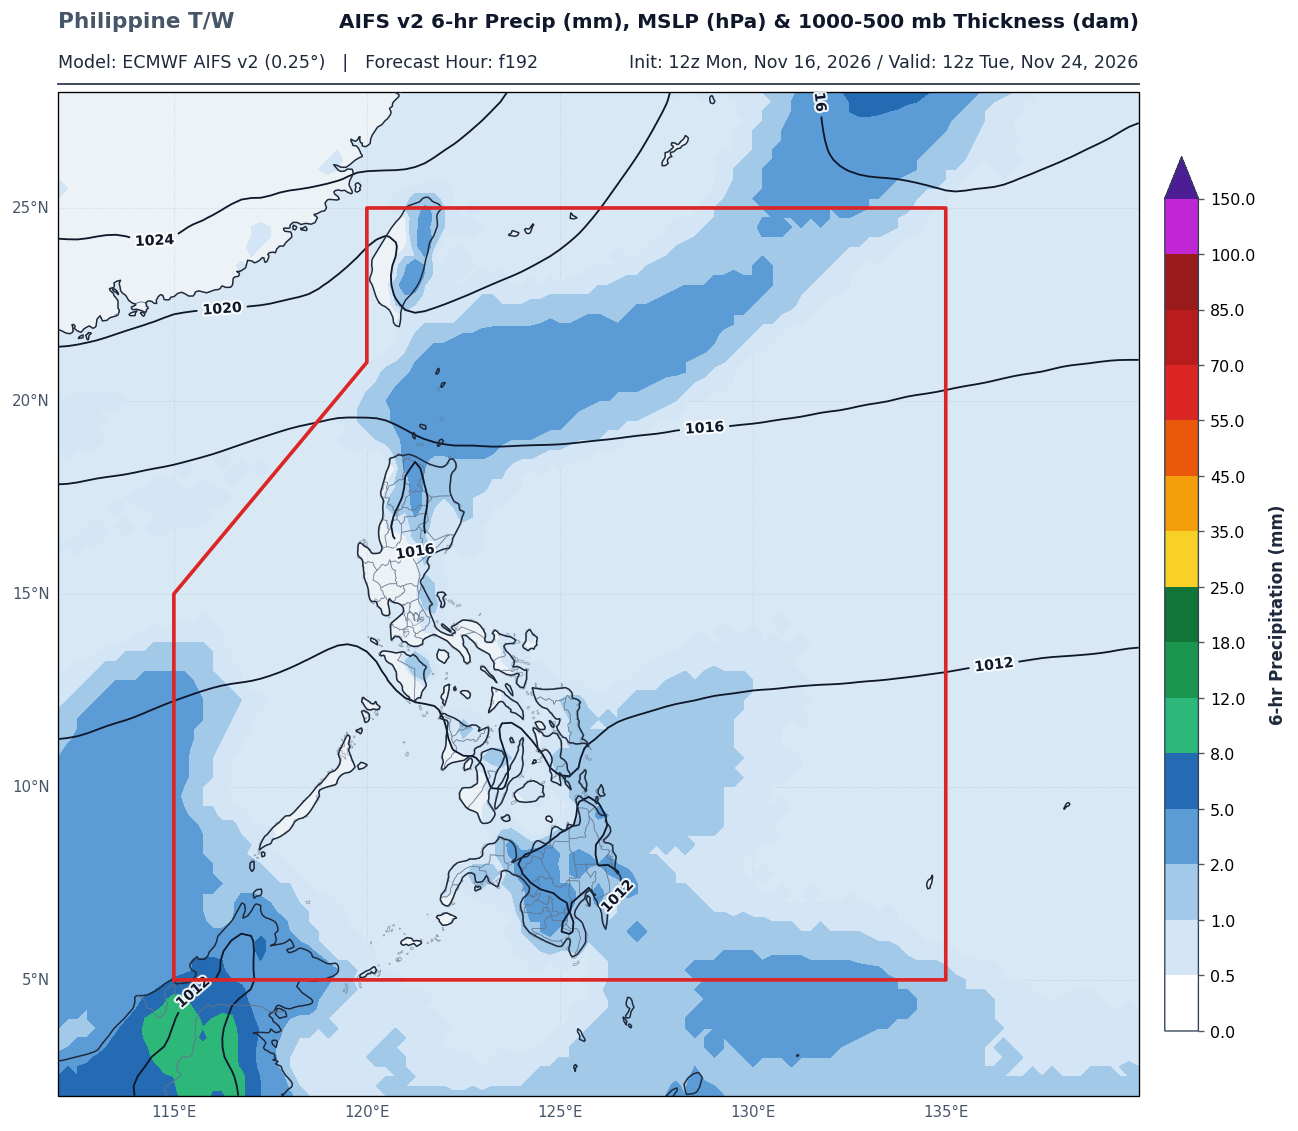 Philippine T/W
AIFS v2 6-hr Precip (mm), MSLP (hPa) & 1000-500 mb Thickness (dam)
Model: ECMWF AIFS v2 (0.25°) | Forecast Hour: f192
Init: 12z Mon, Nov 16, 2026 / Valid: 12z Tue, Nov 24, 2026
16
1024
1020
1016
1016
1012
1012
1012
25°N
20°N
15°N
10°N
5°N
115°E
120°E
125°E
130°E
135°E
150.0
100.0
85.0
70.0
55.0
45.0
35.0
25.0
18.0
12.0
8.0
5.0
2.0
1.0
0.5
0.0
6-hr Precipitation (mm)